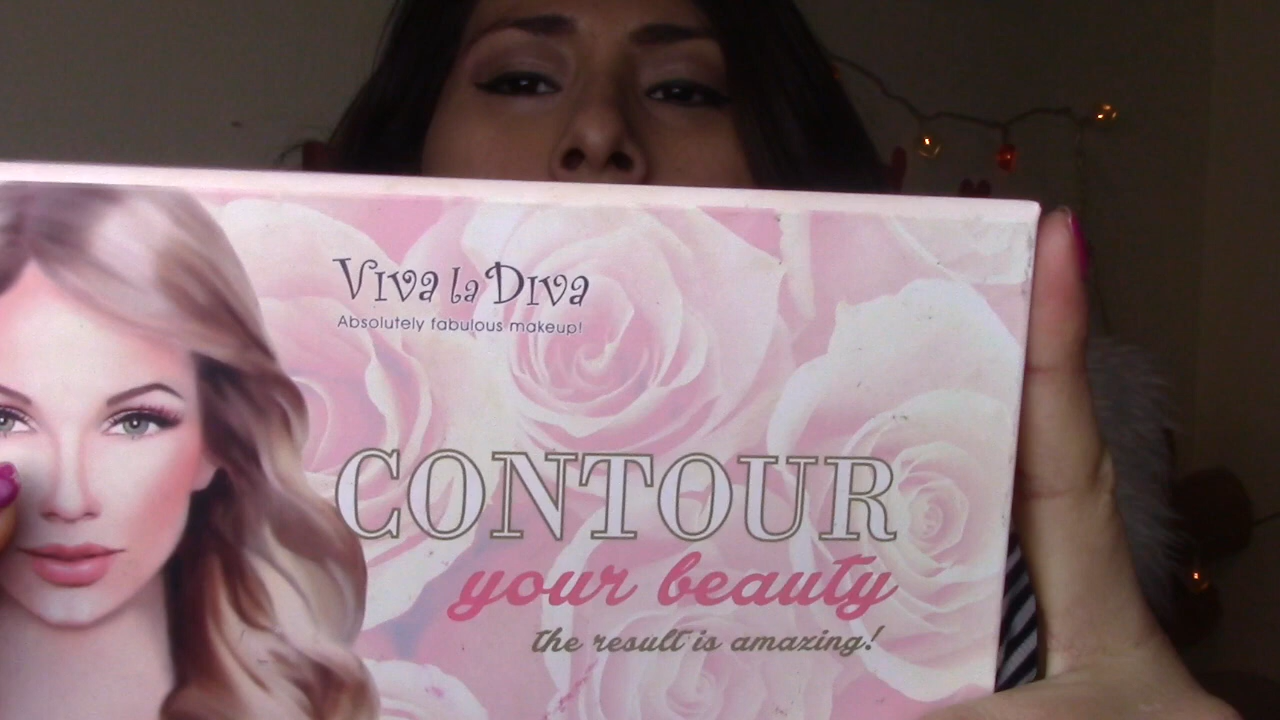 Viva la Diva
Absolutely fabulous makeup!
CONTOUR
your beauty
the result is amazing!